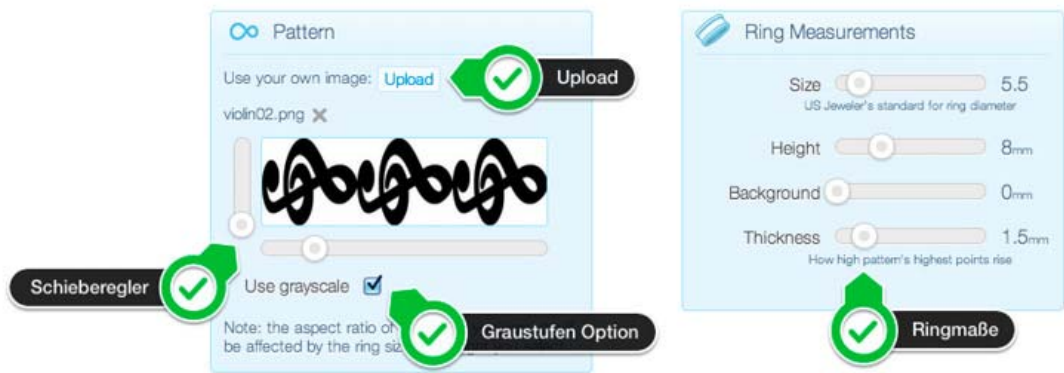 Pattern
Use your own image: Upload
Upload
violin02.png
Schieberegler
Use grayscale
Graustufen Option
Note: the aspect ratio of
be affected by the ring
Ring Measurements
Size 5.5
US Jeweler's standard for ring diameter
Height 8mm
Background 0mm
Thickness 1.5mm
How high pattern's highest points rise
Ringmaße